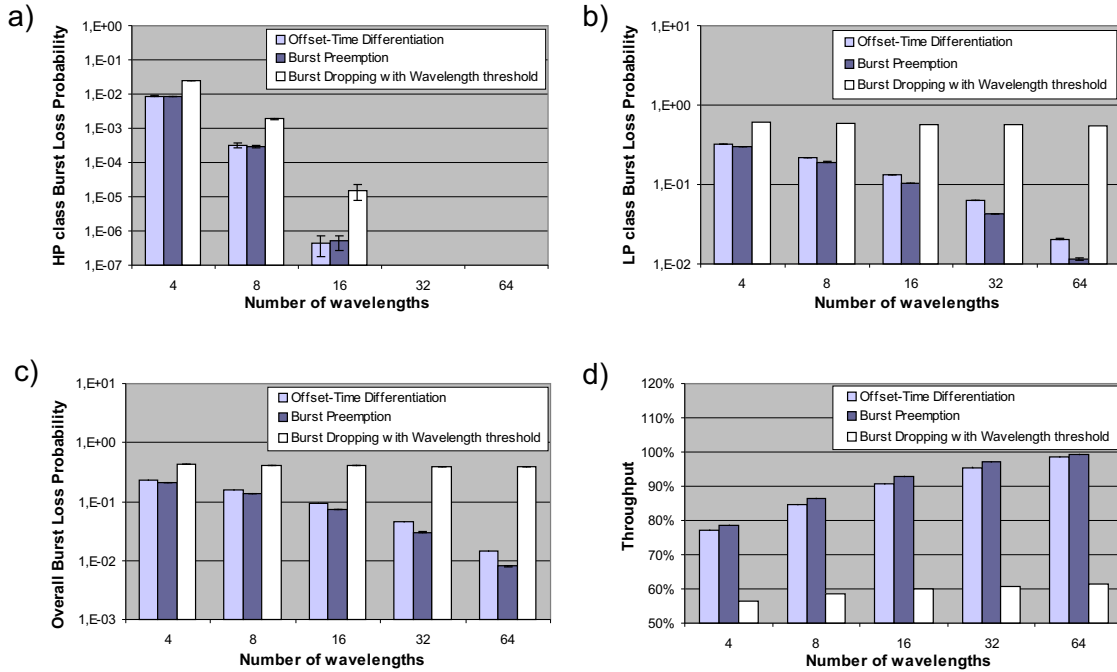 a)
HP class Burst Loss Probability
1,E+00
1,E-01
1,E-02
1,E-03
1,E-04
1,E-05
1,E-06
1,E-07
Offset-Time Differentiation
Burst Preemption
Burst Dropping with Wavelength threshold
4 8 16 32 64
Number of wavelengths
b)
LP class Burst Loss Probability
1,E+01
1,E+00
1,E-01
1,E-02
Offset-Time Differentiation
Burst Preemption
Burst Dropping with Wavelength threshold
4 8 16 32 64
Number of wavelengths
c)
Overall Burst Loss Probability
1,E+01
1,E+00
1,E-01
1,E-02
1,E-03
Offset-Time Differentiation
Burst Preemption
Burst Dropping with Wavelength threshold
4 8 16 32 64
Number of wavelengths
d)
Throughput
120%
110%
100%
90%
80%
70%
60%
50%
Offset-Time Differentiation
Burst Preemption
Burst Dropping with Wavelength threshold
4 8 16 32 64
Number of wavelengths